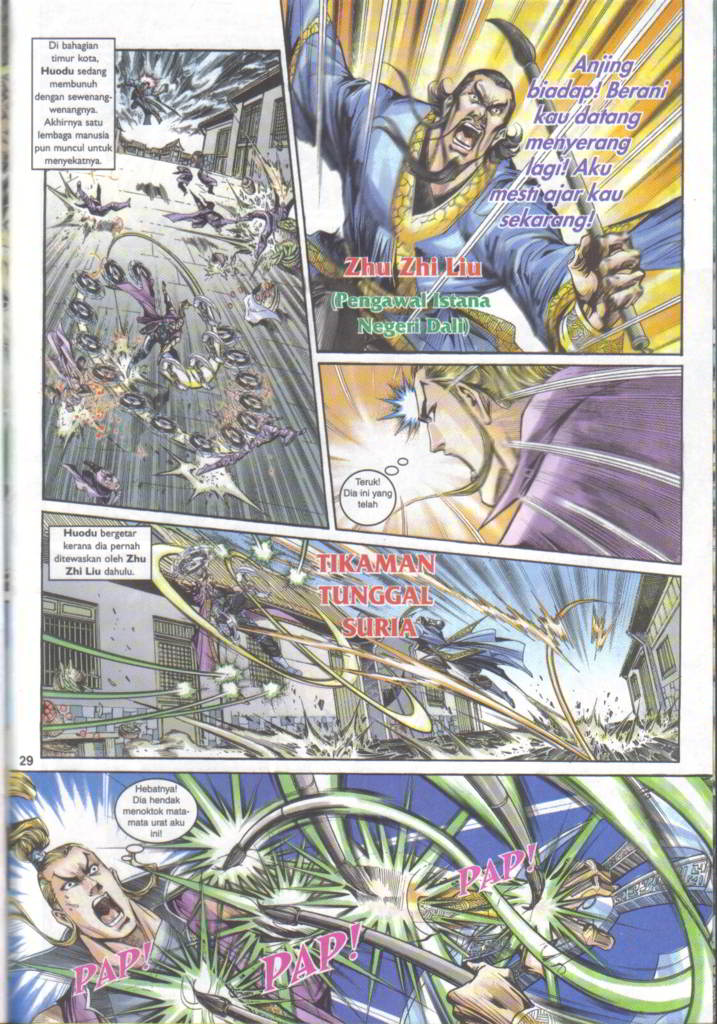 Di bahagian
timur kota,
Huodu sedang
membunuh
dengan sewenang-
wenangnya.
Akhirnya satu
lembaga manusia
pun muncul untuk
menyekatnya.
Anjing
biadap! Berani
kau datang
menyerang
lagi! Aku
mesti ajar kau
sekarang!
Zhu Zhi Liu
(Pengawal Istana
Negeri Dali)
Teruk!
Dia ini yang
telah
Huodu bergetar
kerana dia pernah
ditewaskan oleh Zhu
Zhi Liu dahulu.
TIKAMAN
TUNGGAL
SURIA
29
Hebatnya!
Dia hendak
menoktok mata-
mata urat aku
ini!
PAP!
PAP!
PAP!